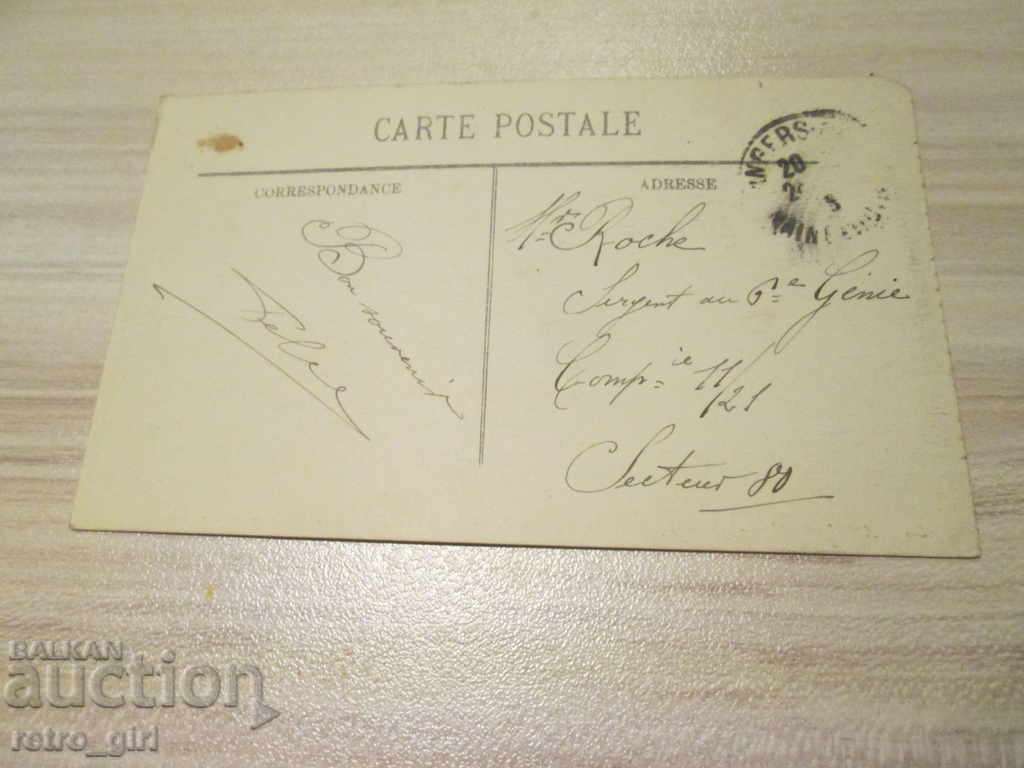 CARTE POSTALE
CORRESPONDANCE
ADRESSE
ANGERS
20
MAINE
Bon souvenir
Mr Roche
Sergent au 6e Génie
Compie 11/21
Secteur 80
BALKAN
auction
retro_girl